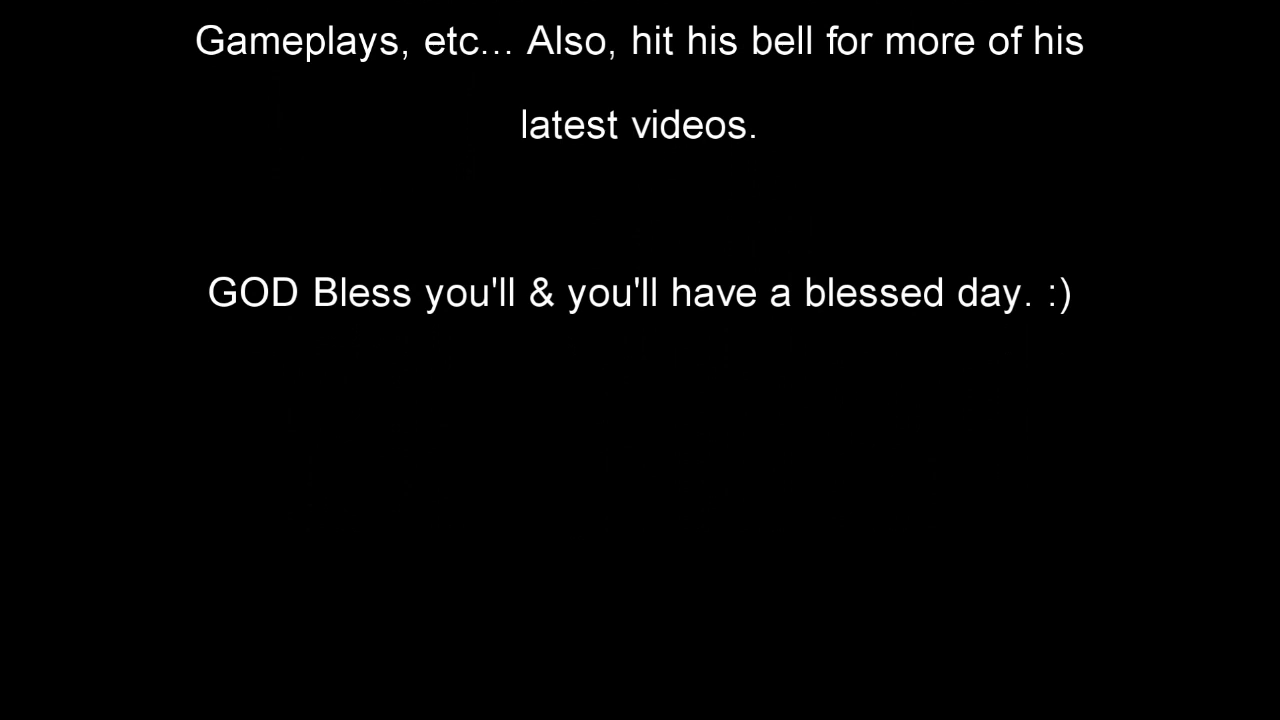 Gameplays, etc... Also, hit his bell for more of his
latest videos.
GOD Bless you'll & you'll have a blessed day. :)